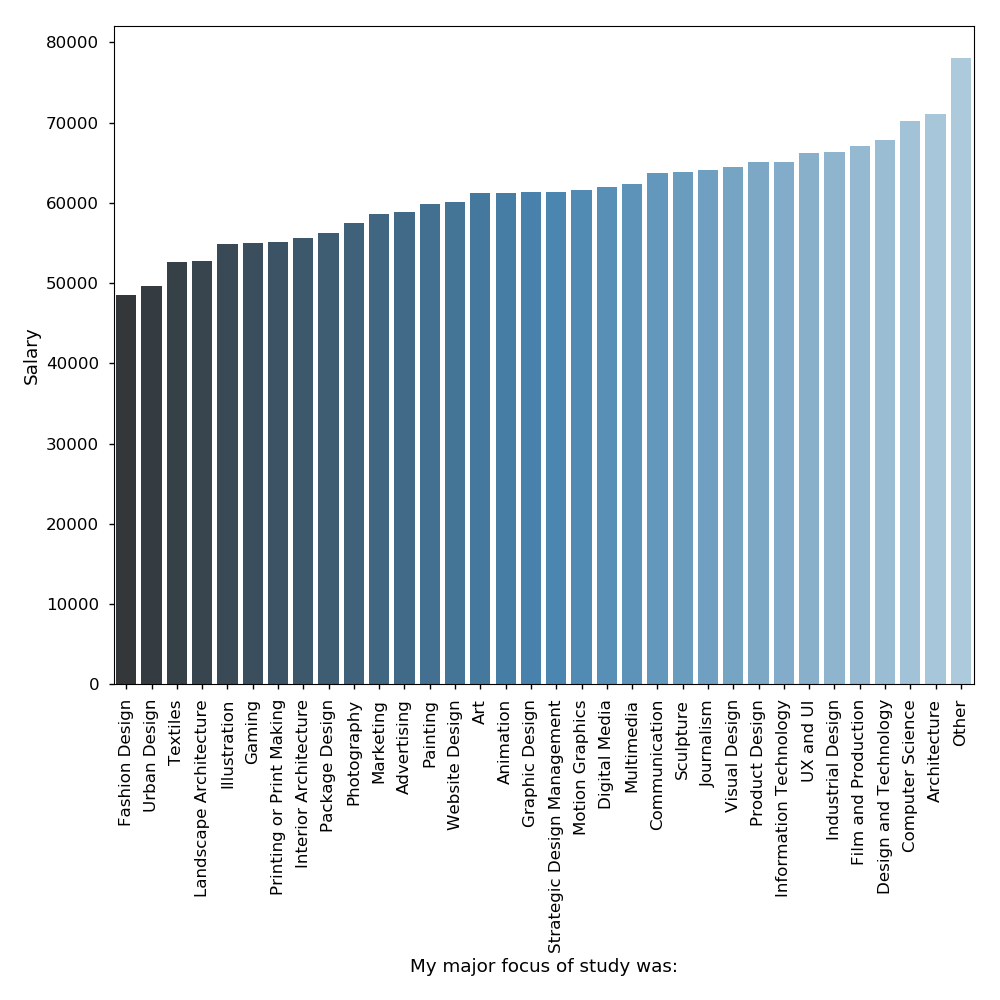 80000
70000
60000
50000
40000
30000
20000
10000
0
Salary
Fashion Design
Urban Design
Textiles
Landscape Architecture
Illustration
Gaming
Printing or Print Making
Interior Architecture
Package Design
Photography
Marketing
Advertising
Painting
Website Design
Art
Animation
Graphic Design
Strategic Design Management
Motion Graphics
Digital Media
Multimedia
Communication
Sculpture
Journalism
Visual Design
Product Design
Information Technology
UX and UI
Industrial Design
Film and Production
Design and Technology
Computer Science
Architecture
Other
My major focus of study was: